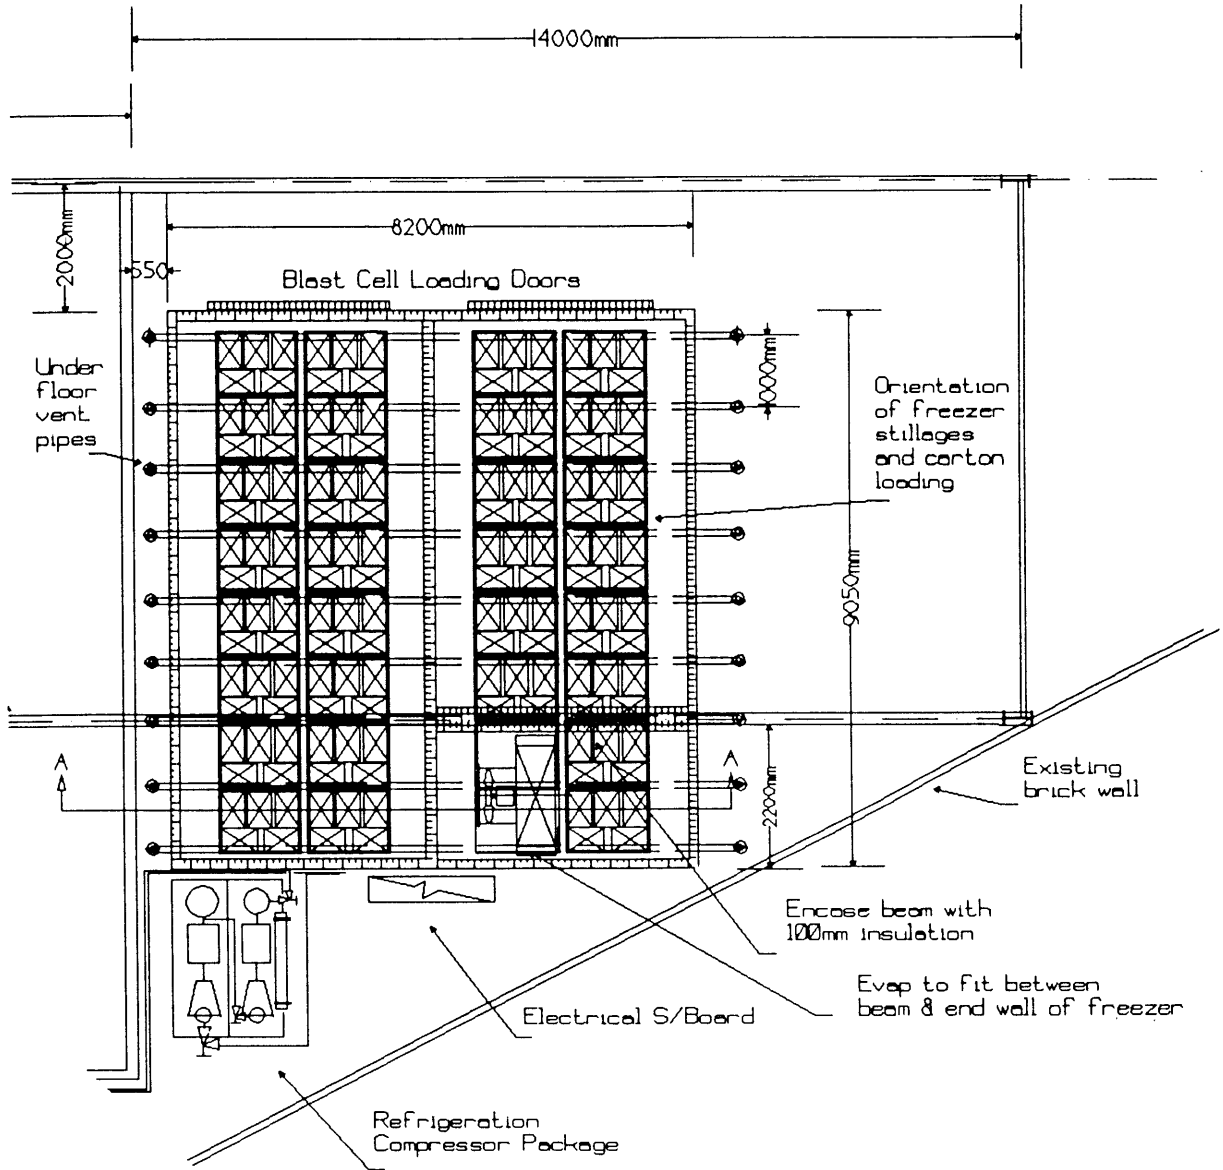 14000mm
8200mm
2000mm
550
Blast Cell Loading Doors
Under
floor
vent
pipes
1000mm
Orientation
of freezer
stillages
and carton
loading
9050mm
A
A
2200mm
Existing
brick wall
Encase beam with
100mm insulation
Evap to fit between
beam & end wall of freezer
Electrical S/Board
Refrigeration
Compressor Package